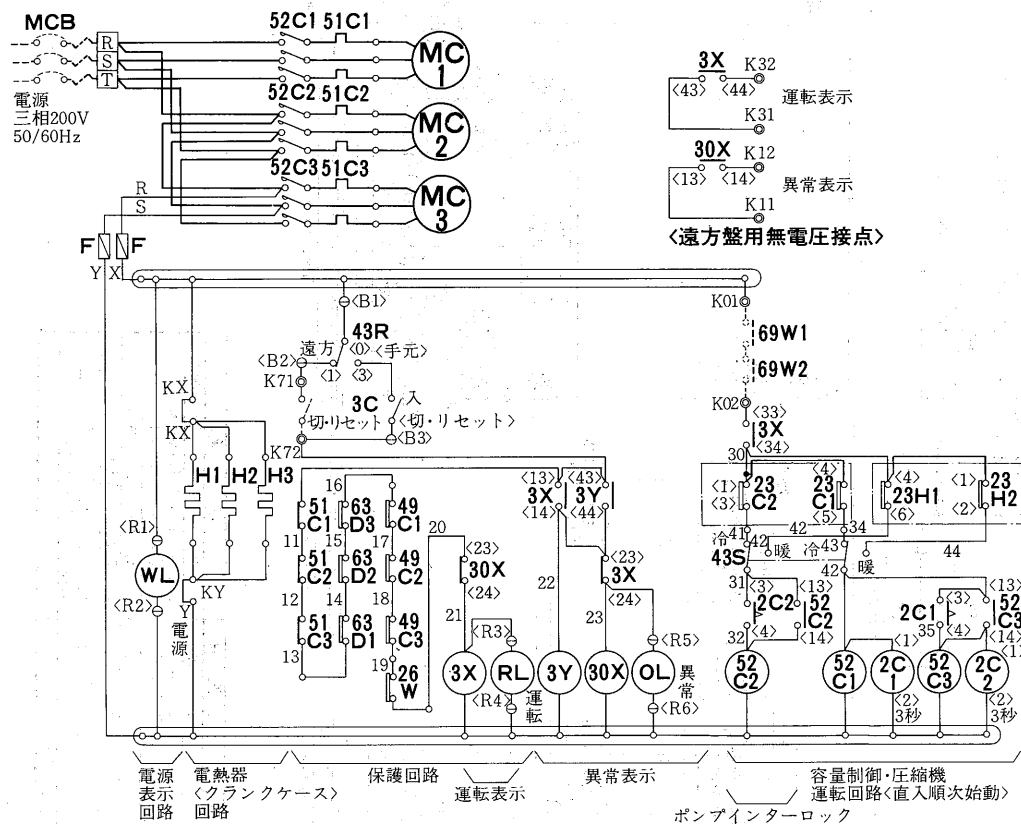 MCB
R
S
T
電源
三相200V
50/60Hz
52C1 51C1
MC
1
52C2 51C2
MC
2
52C3 51C3
MC
3
R
S
F F
Y X
3X
K32
<43> <44>
運転表示
K31
30X
K12
<13> <14>
異常表示
K11
<遠方盤用無電圧接点>
<B1>
43R
遠方 <0> <手元>
<B2> <1> <3>
K71
3C
入
切・リセット
<切・リセット>
<B3>
K72
K01
69W1
69W2
K02
<33>
3X
<34>
30
KX
KX
H1 H2 H3
<R1>
WL
<R2>
KY
Y
電源
51
C1
11
51
C2
12
51
C3
13
16
63
D3
15
63
D2
14
63
D1
49
C1
17
49
C2
18
49
C3
19
26
W
20
<23>
30X
<24>
21
3X
<R3>
RL
<R4>
運転
<13>
3X
<14>
22
3Y
<43>
3Y
<44>
<23>
3X
<24>
23
30X
<R5>
OL
<R6>
異常
<1>
<3>
23
C2
<4>
23
C1
<5>
<4>
23H1
<6>
<1>
23
H2
<2>
41
42
42
34
冷
暖
43S
冷
43
暖
42
44
31
<3>
2C2
<4>
<13>
52
C2
<14>
32
52
C2
52
C1
<1>
2C
1
<2>
3秒
<3>
2C1
35 <4>
<13>
52
C3
<14>
52
C3
<1>
2C
2
<2>
3秒
電源
表示
回路
電熱器
<クランクケース>
回路
保護回路
運転表示
異常表示
容量制御・圧縮機
運転回路<直入順次始動>
ポンプインターロック